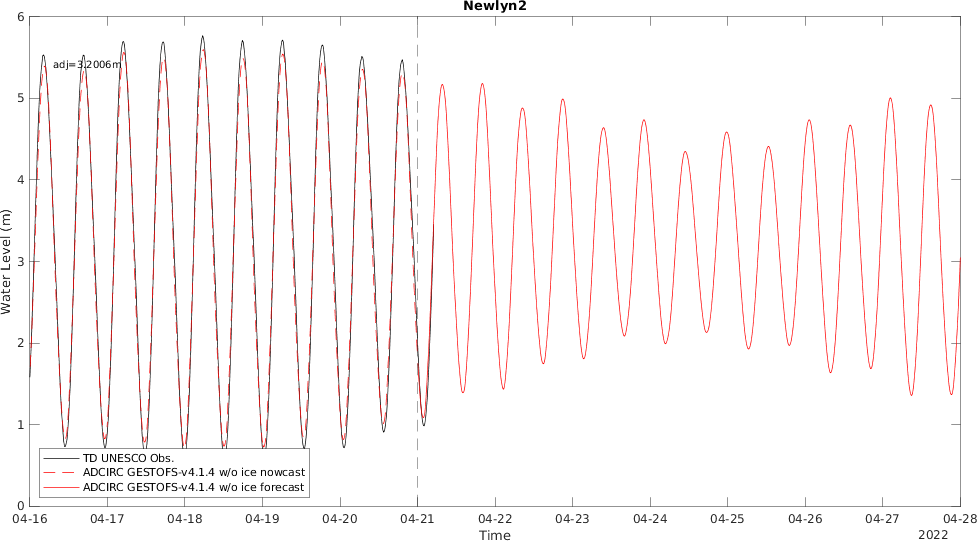 Newlyn2
6
adj=3.2006m
5
4
3
2
1
0
Water Level (m)
TD UNESCO Obs.
ADCIRC GESTOFS-v4.1.4 w/o ice nowcast
ADCIRC GESTOFS-v4.1.4 w/o ice forecast
04-16 04-17 04-18 04-19 04-20 04-21 04-22 04-23 04-24 04-25 04-26 04-27 04-28
Time
2022